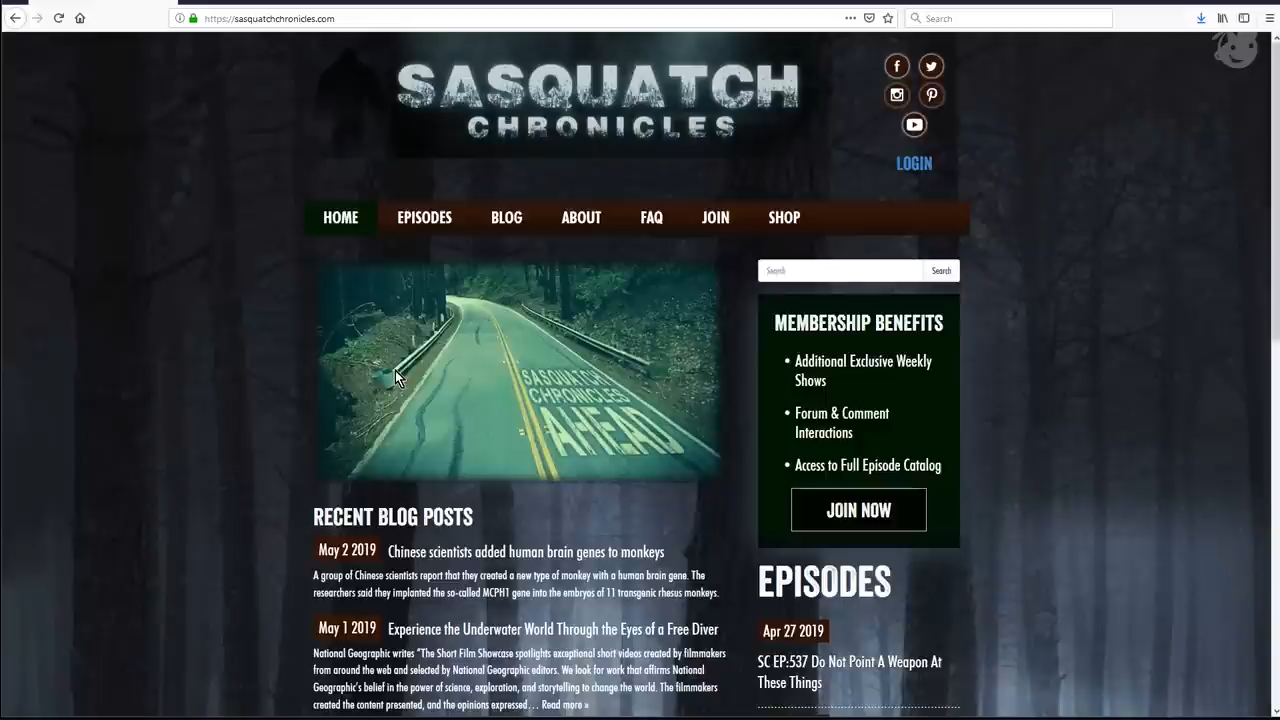 https://sasquatchchronicles.com
Search
SASQUATCH
CHRONICLES
LOGIN
HOME EPISODES BLOG ABOUT FAQ JOIN SHOP
SASQUATCH
CHRONICLES
AHEAD
Search Search
MEMBERSHIP BENEFITS
• Additional Exclusive Weekly
Shows
• Forum & Comment
Interactions
• Access to Full Episode Catalog
JOIN NOW
RECENT BLOG POSTS
May 2 2019 Chinese scientists added human brain genes to monkeys
A group of Chinese scientists report that they created a new type of monkey with a human brain gene. The
researchers said they implanted the so-called MCPH1 gene into the embryos of 11 transgenic rhesus monkeys.
May 1 2019 Experience the Underwater World Through the Eyes of a Free Diver
National Geographic writes “The Short Film Showcase spotlights exceptional short videos created by filmmakers
from around the web and selected by National Geographic editors. We look for work that affirms National
Geographic’s belief in the power of science, exploration, and storytelling to change the world. The filmmakers
created the content presented, and the opinions expressed… Read more »
EPISODES
Apr 27 2019
SC EP:537 Do Not Point A Weapon At
These Things